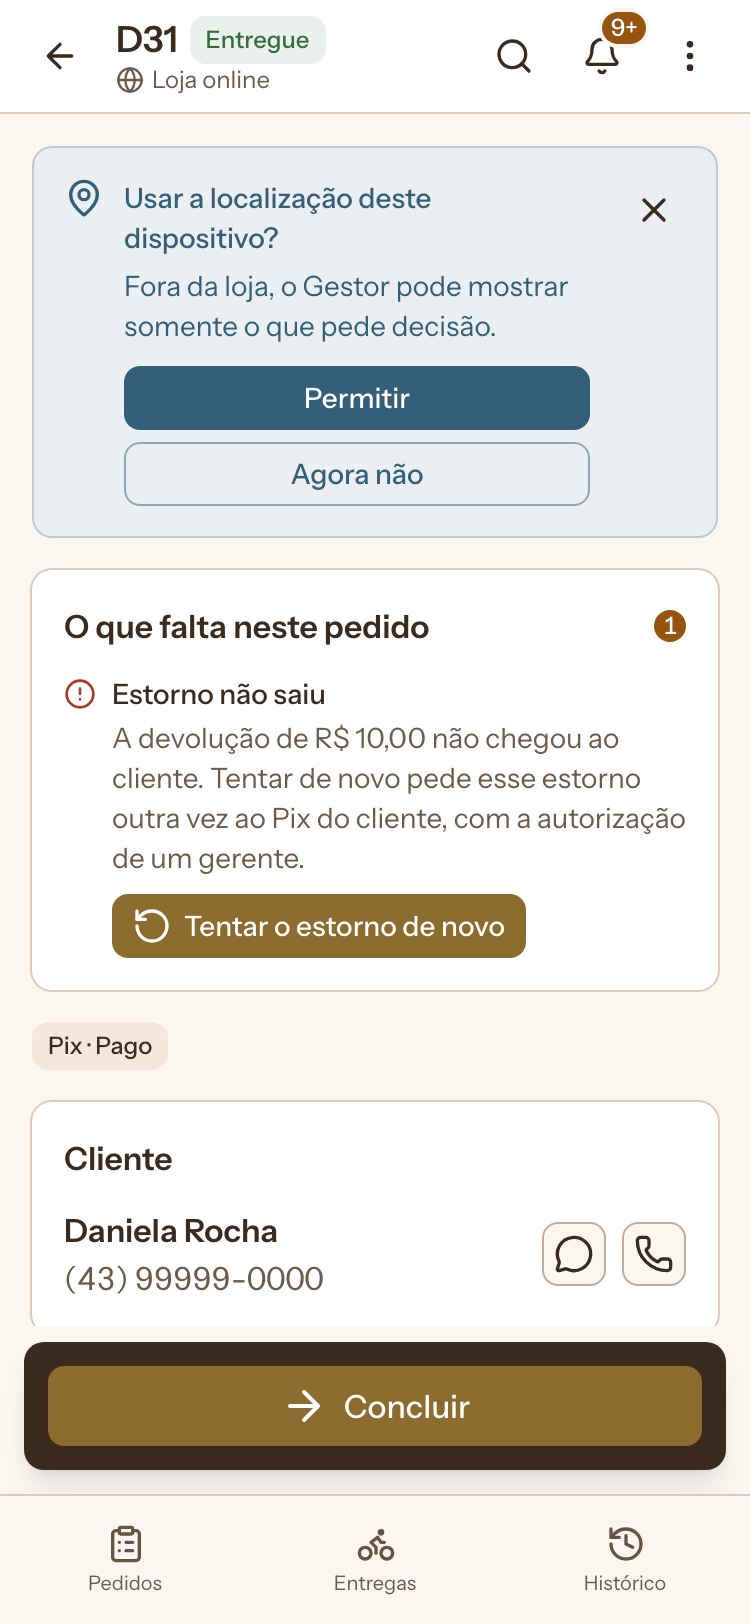 D31
Entregue
9+
Loja online
Usar a localização deste
dispositivo?
Fora da loja, o Gestor pode mostrar
somente o que pede decisão.
Permitir
Agora não
O que falta neste pedido
1
Estorno não saiu
A devolução de R$ 10,00 não chegou ao
cliente. Tentar de novo pede esse estorno
outra vez ao Pix do cliente, com a autorização
de um gerente.
Tentar o estorno de novo
Pix · Pago
Cliente
Daniela Rocha
(43) 99999-0000
Concluir
Pedidos
Entregas
Histórico